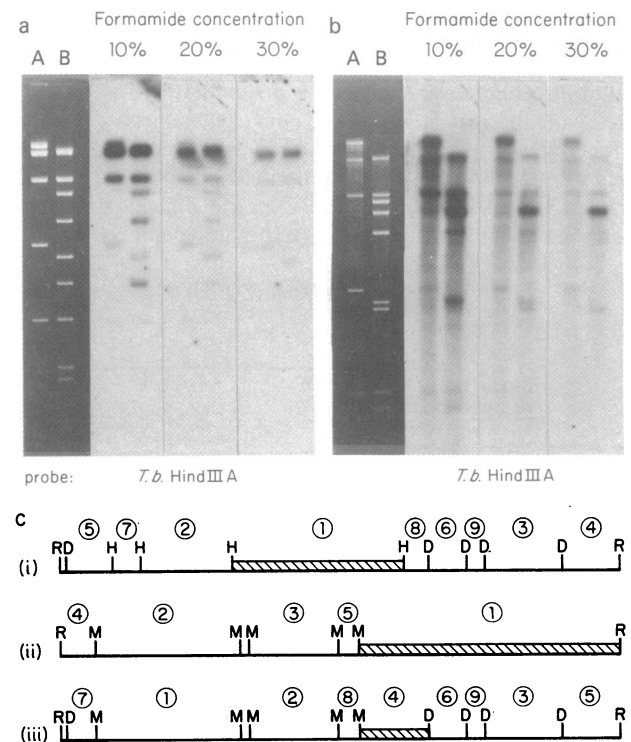 a Formamide concentration b Formamide concentration
A B 10% 20% 30% A B 10% 20% 30%
probe: T.b. HindIII A T.b. HindIII A
c
⑤ ⑦ ② ① ⑧ ⑥ ⑨ ③ ④
R D H H H H D D D D R
(i)
④ ② ③ ⑤ ①
R M M M M M R
(ii)
⑦ ① ② ⑧ ④ ⑥ ⑨ ③ ⑤
R D M M M M M D D D D R
(iii)